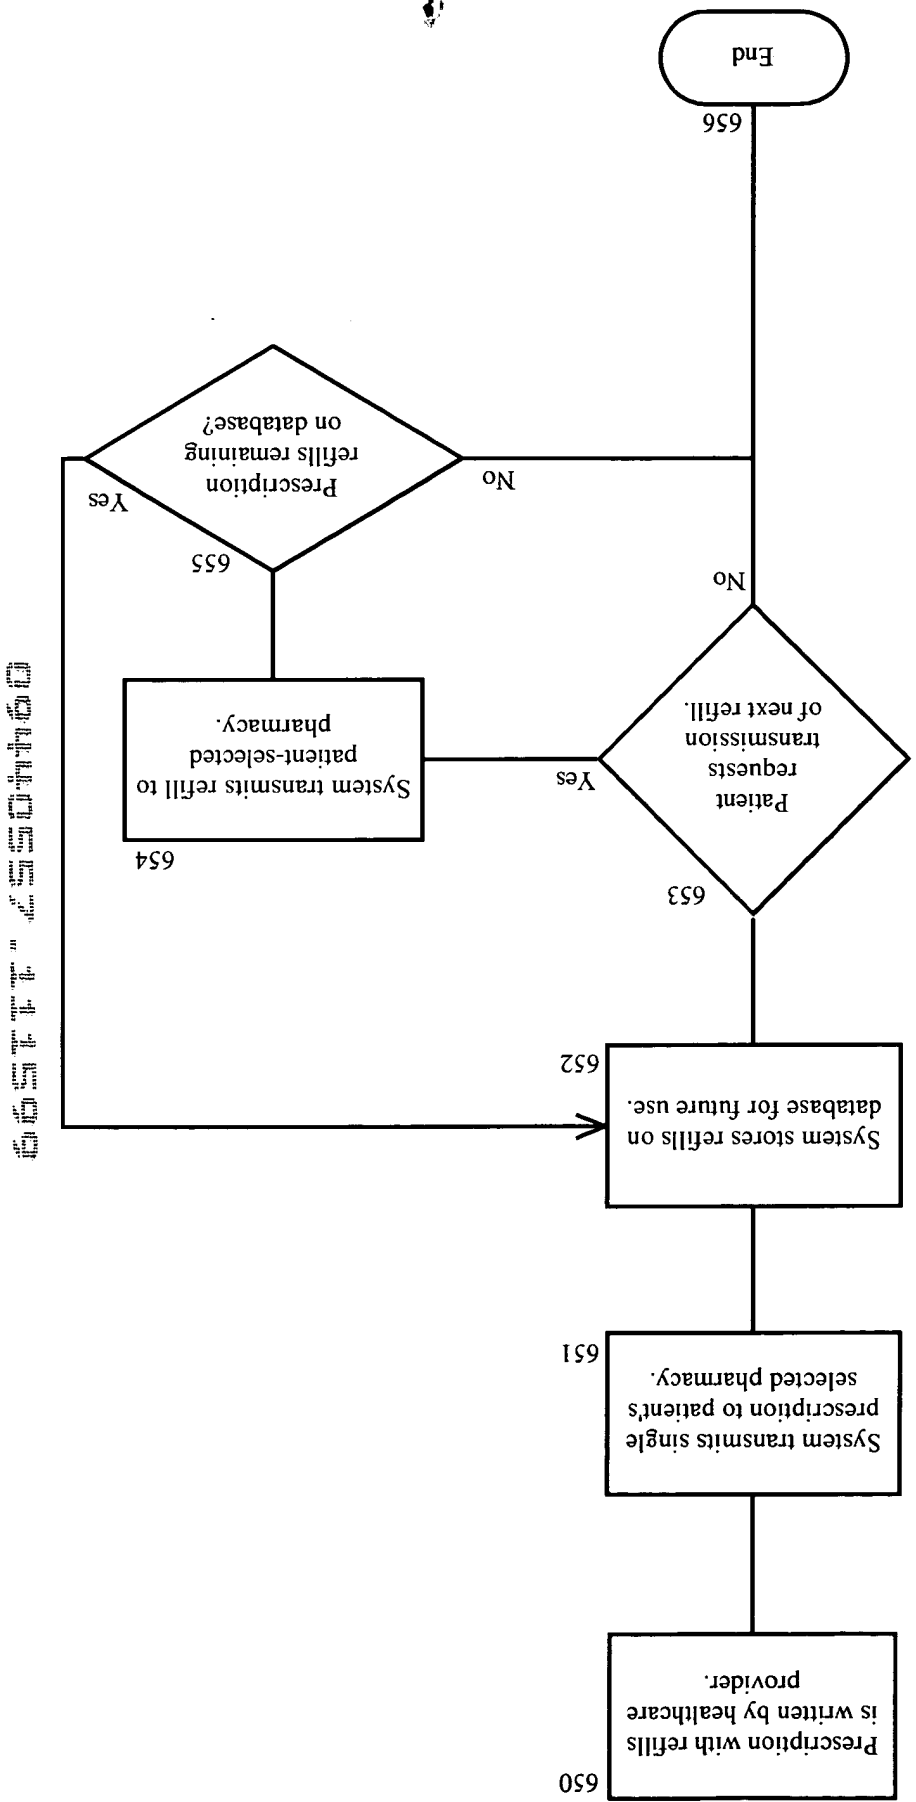 650
Prescription with refills
is written by healthcare
provider.
System transmits single
prescription to patient's
selected pharmacy.
651
System stores refills on
database for future use.
652
653
Patient
requests
transmission
of next refill.
Yes
No
654
System transmits refill to
patient-selected
pharmacy.
655
Prescription
refills remaining
on database?
Yes
No
656
End
09440557.111599